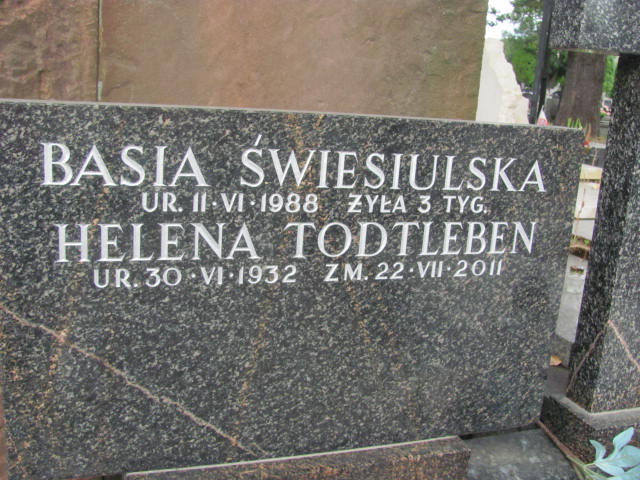 BASIA ŚWIESIULSKA
UR. 11·VI·1988 ŻYŁA 3 TYG.
HELENA TODTLEBEN
UR. 30·VI·1932 ZM. 22·VII·2011